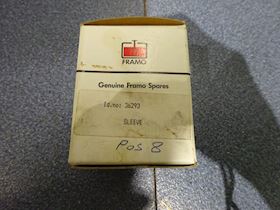 FRAMO
Genuine Framo Spares
Id.no: 36293
SLEEVE
POS 8